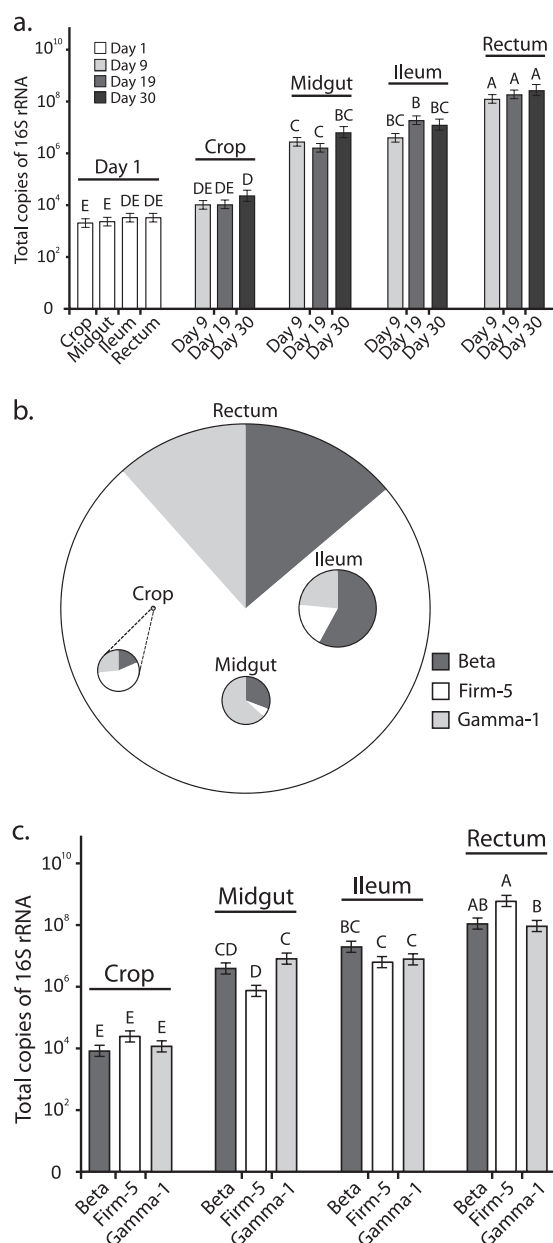 a.
Total copies of 16S rRNA
10^10
10^8
10^6
10^4
10^2
0
Day 1
Day 9
Day 19
Day 30
Day 1
Crop
Midgut
Ileum
Rectum
E E DE DE
DE DE D
C C BC
BC B BC
A A A
Crop Midgut Ileum Rectum
Day 9 Day 19 Day 30
Day 9 Day 19 Day 30
Day 9 Day 19 Day 30
Day 9 Day 19 Day 30
b.
Rectum
Ileum
Crop
Midgut
Beta
Firm-5
Gamma-1
c.
Total copies of 16S rRNA
10^10
10^8
10^6
10^4
10^2
0
Crop
Midgut
Ileum
Rectum
E E E
CD D C
BC C C
AB A B
Beta Firm-5 Gamma-1
Beta Firm-5 Gamma-1
Beta Firm-5 Gamma-1
Beta Firm-5 Gamma-1